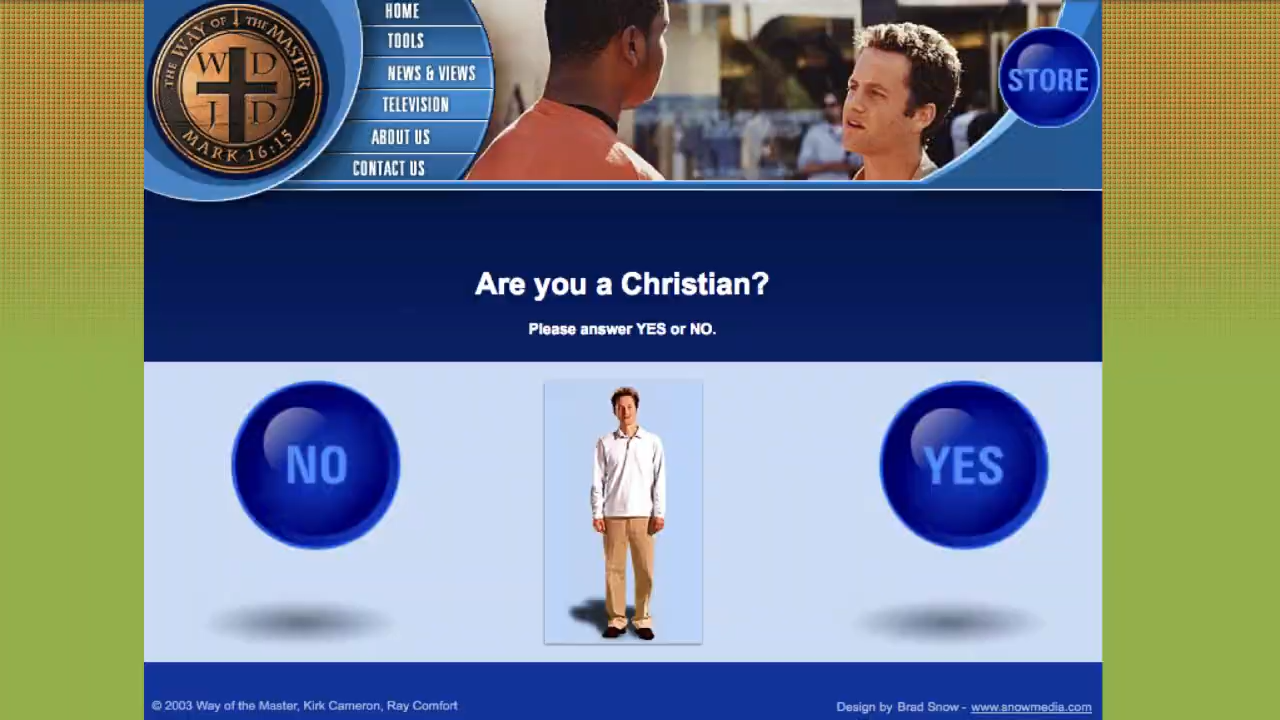 THE WAY OF THE MASTER
W D
J D
MARK 16:15
HOME
TOOLS
NEWS & VIEWS
TELEVISION
ABOUT US
CONTACT US
STORE
Are you a Christian?
Please answer YES or NO.
NO
YES
© 2003 Way of the Master, Kirk Cameron, Ray Comfort
Design by Brad Snow - www.snowmedia.com